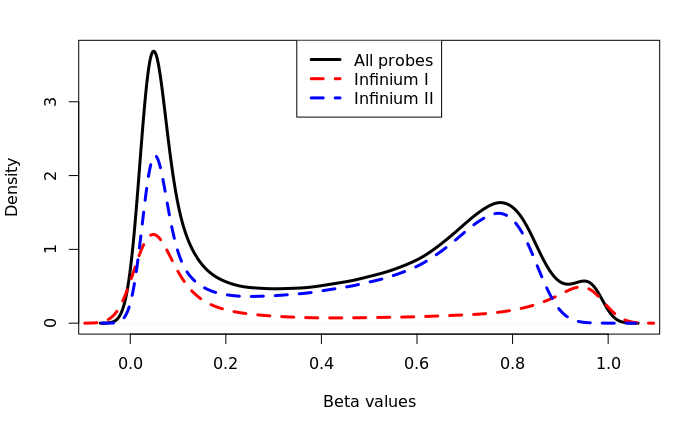 All probes
Infinium I
Infinium II
Density
3
2
1
0
0.0 0.2 0.4 0.6 0.8 1.0
Beta values